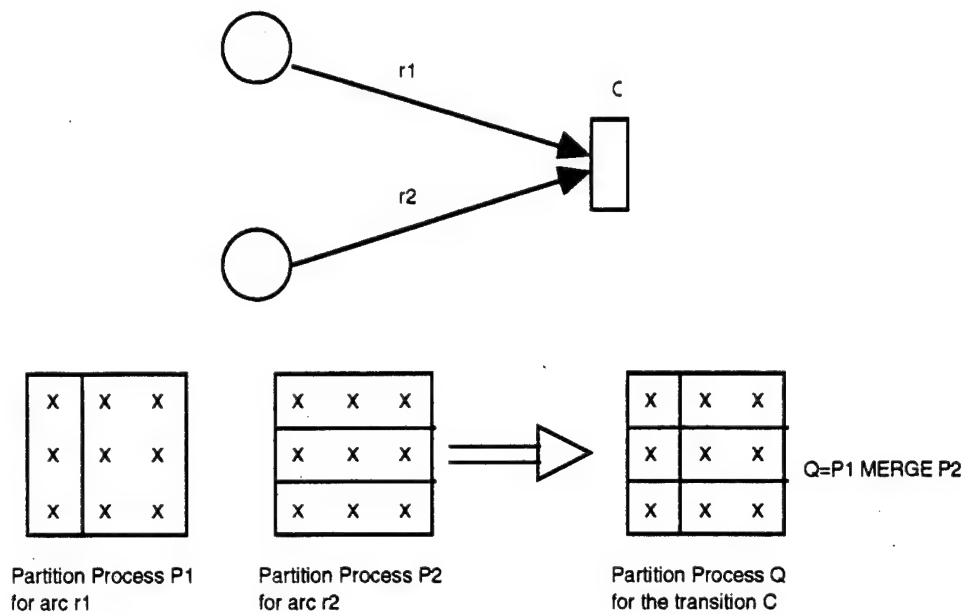 r1
C
r2
X X X
X X X
X X X
X X X
X X X
X X X
X X X
X X X
X X X
Q=P1 MERGE P2
Partition Process P1
for arc r1
Partition Process P2
for arc r2
Partition Process Q
for the transition C